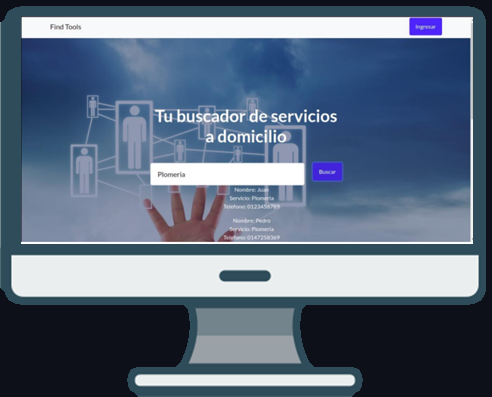 Find Tools
Ingresar
Tu buscador de servicios
a domicilio
Plomeria
Buscar
Nombre: Juan
Servicio: Plomeria
Telefono: 0123456789
Nombre: Pedro
Servicio: Plomeria
Telefono: 0147258369